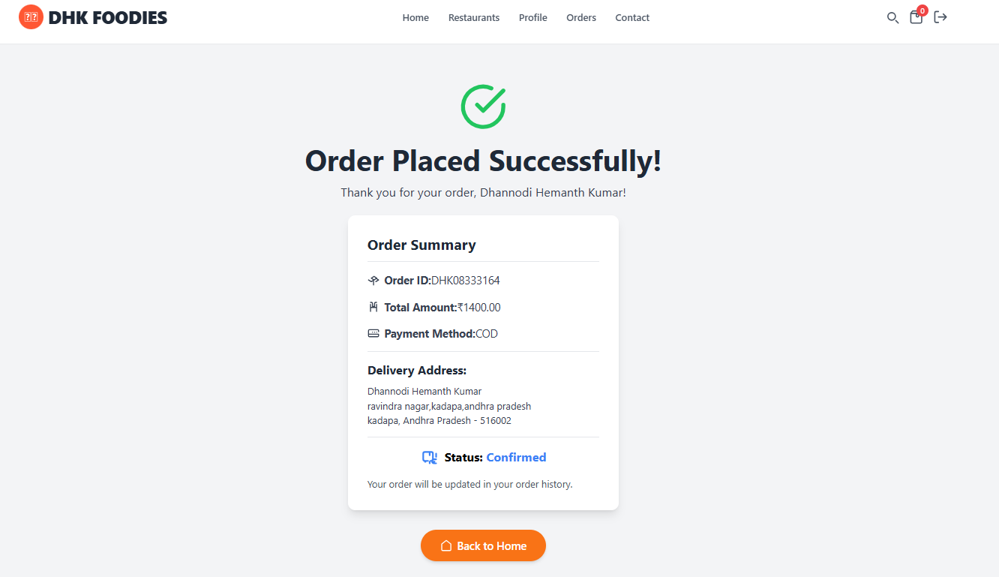 DHK FOODIES
Home Restaurants Profile Orders Contact
0
Order Placed Successfully!
Thank you for your order, Dhannodi Hemanth Kumar!
Order Summary
Order ID:DHK08333164
Total Amount:₹1400.00
Payment Method:COD
Delivery Address:
Dhannodi Hemanth Kumar
ravindra nagar,kadapa,andhra pradesh
kadapa, Andhra Pradesh - 516002
Status: Confirmed
Your order will be updated in your order history.
Back to Home